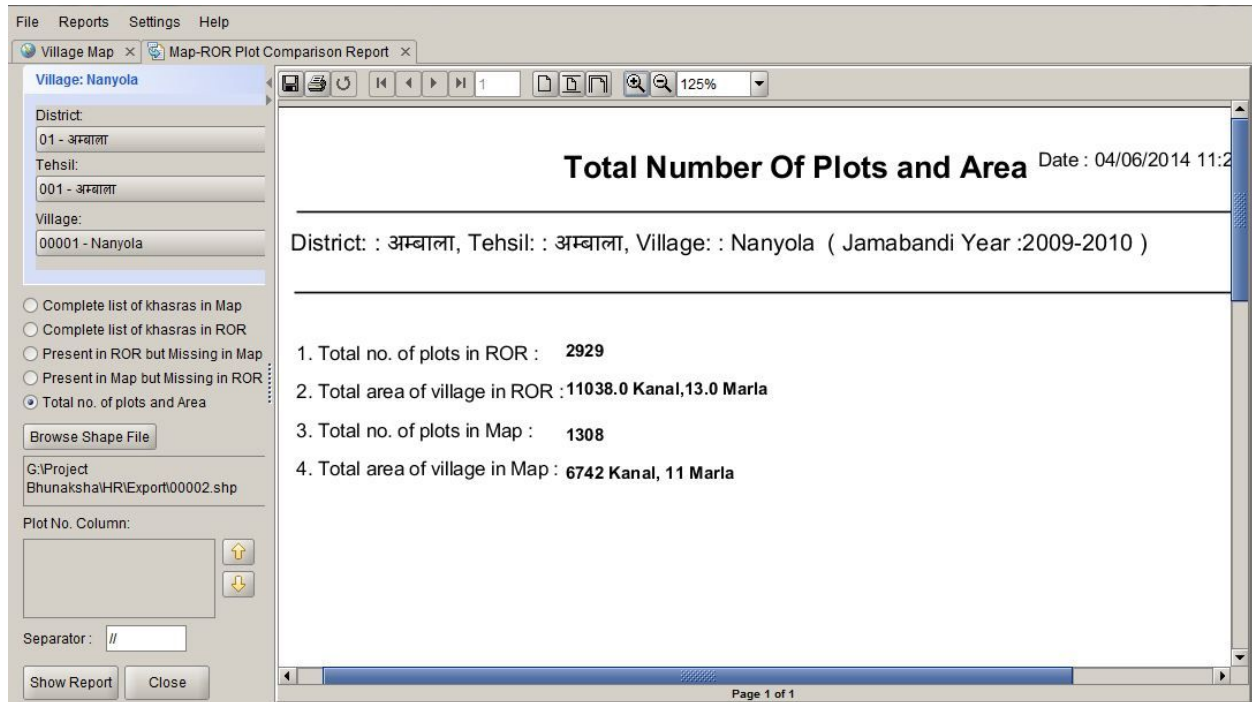 File Reports Settings Help
Village Map Map-ROR Plot Comparison Report
Village: Nanyola
District:
01 - अम्बाला
Tehsil:
001 - अम्बाला
Village:
00001 - Nanyola
Complete list of khasras in Map
Complete list of khasras in ROR
Present in ROR but Missing in Map
Present in Map but Missing in ROR
Total no. of plots and Area
Browse Shape File
G:\Project
Bhunaksha\HR\Export\00002.shp
Plot No. Column:
Separator : //
Show Report Close
1 125%
Total Number Of Plots and Area Date : 04/06/2014 11:2
District: : अम्बाला, Tehsil: : अम्बाला, Village: : Nanyola ( Jamabandi Year :2009-2010 )
1. Total no. of plots in ROR : 2929
2. Total area of village in ROR : 11038.0 Kanal,13.0 Marla
3. Total no. of plots in Map : 1308
4. Total area of village in Map : 6742 Kanal, 11 Marla
Page 1 of 1